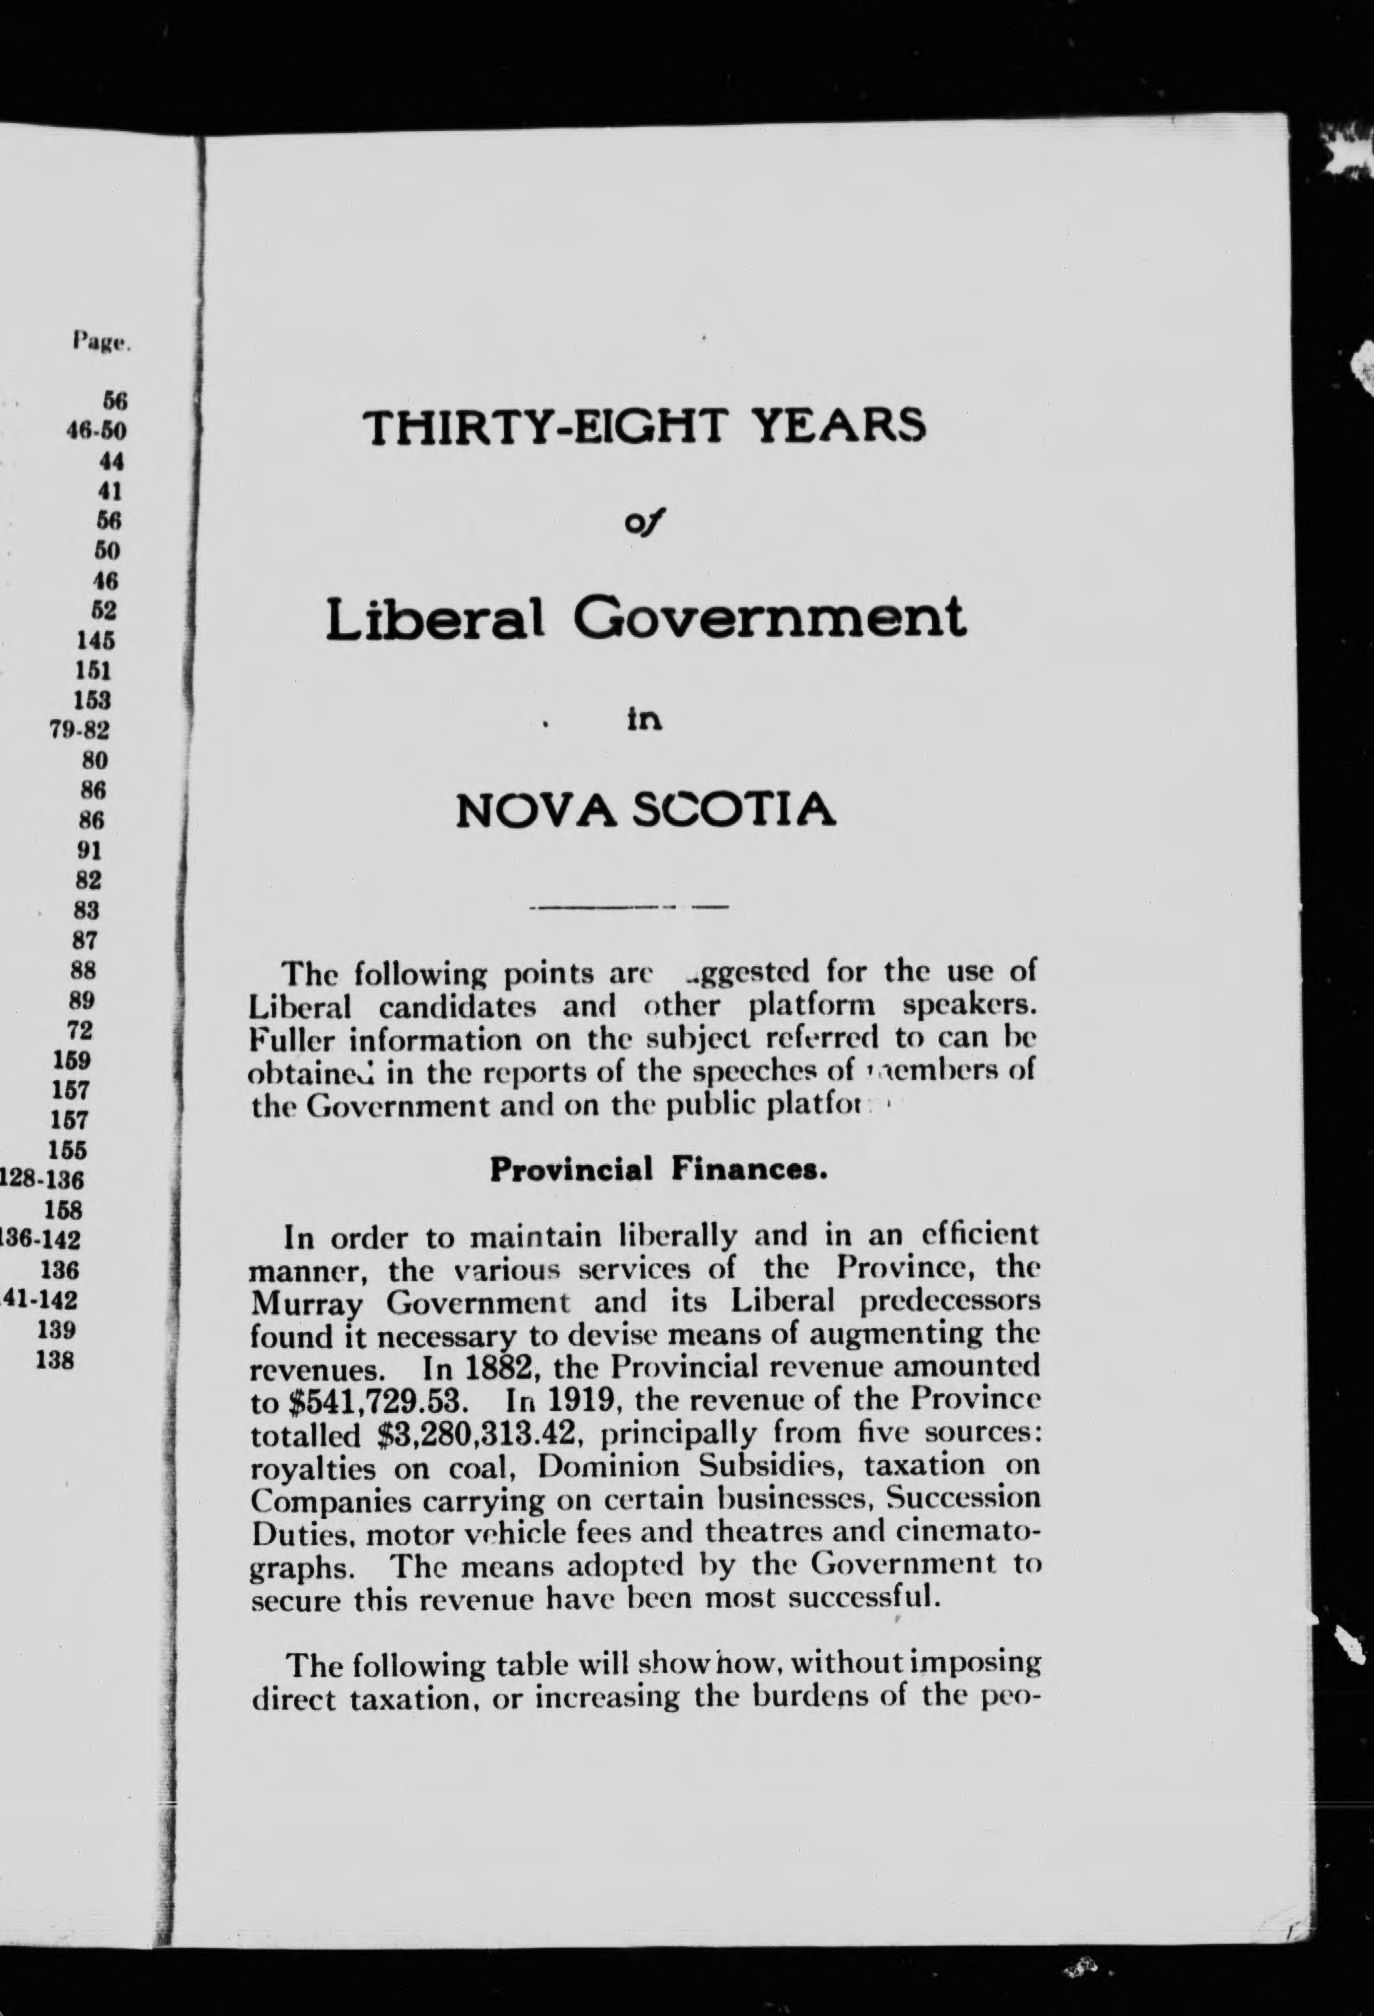 Page.
56
46-50
44
41
56
50
46
52
145
151
153
79-82
80
86
86
91
82
83
87
88
89
72
159
157
157
155
128-136
158
136-142
136
41-142
139
138
THIRTY-EIGHT YEARS
of
Liberal Government
in
NOVA SCOTIA
The following points are ggested for the use of
Liberal candidates and other platform speakers.
Fuller information on the subject referred to can be
obtained in the reports of the speeches of members of
the Government and on the public platfor
Provincial Finances.
In order to maintain liberally and in an efficient
manner, the various services of the Province, the
Murray Government and its Liberal predecessors
found it necessary to devise means of augmenting the
revenues. In 1882, the Provincial revenue amounted
to $541,729.53. In 1919, the revenue of the Province
totalled $3,280,313.42, principally from five sources:
royalties on coal, Dominion Subsidies, taxation on
Companies carrying on certain businesses, Succession
Duties, motor vehicle fees and theatres and cinemato-
graphs. The means adopted by the Government to
secure this revenue have been most successful.
The following table will show how, without imposing
direct taxation, or increasing the burdens of the peo-